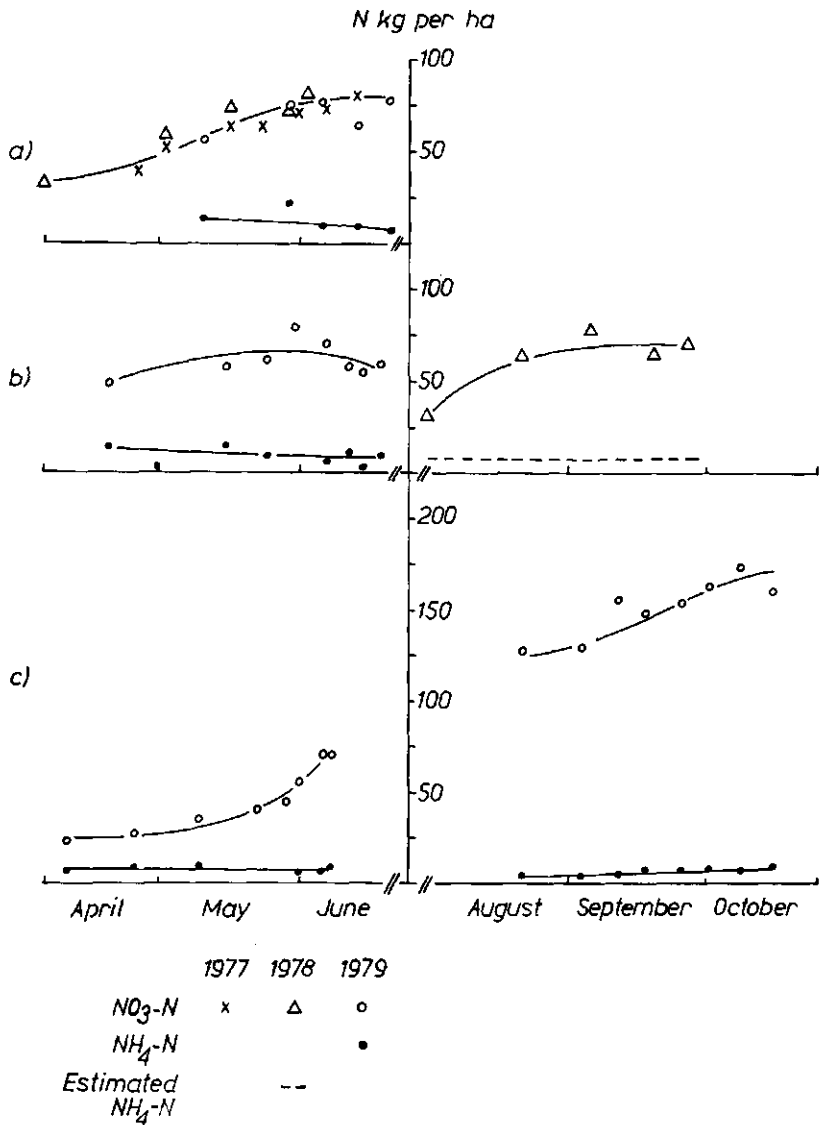 N kg per ha
100
a)
50
100
b)
50
200
150
c)
100
50
April May June August September October
1977 1978 1979
NO3-N x △ o
NH4-N •
Estimated --
NH4-N